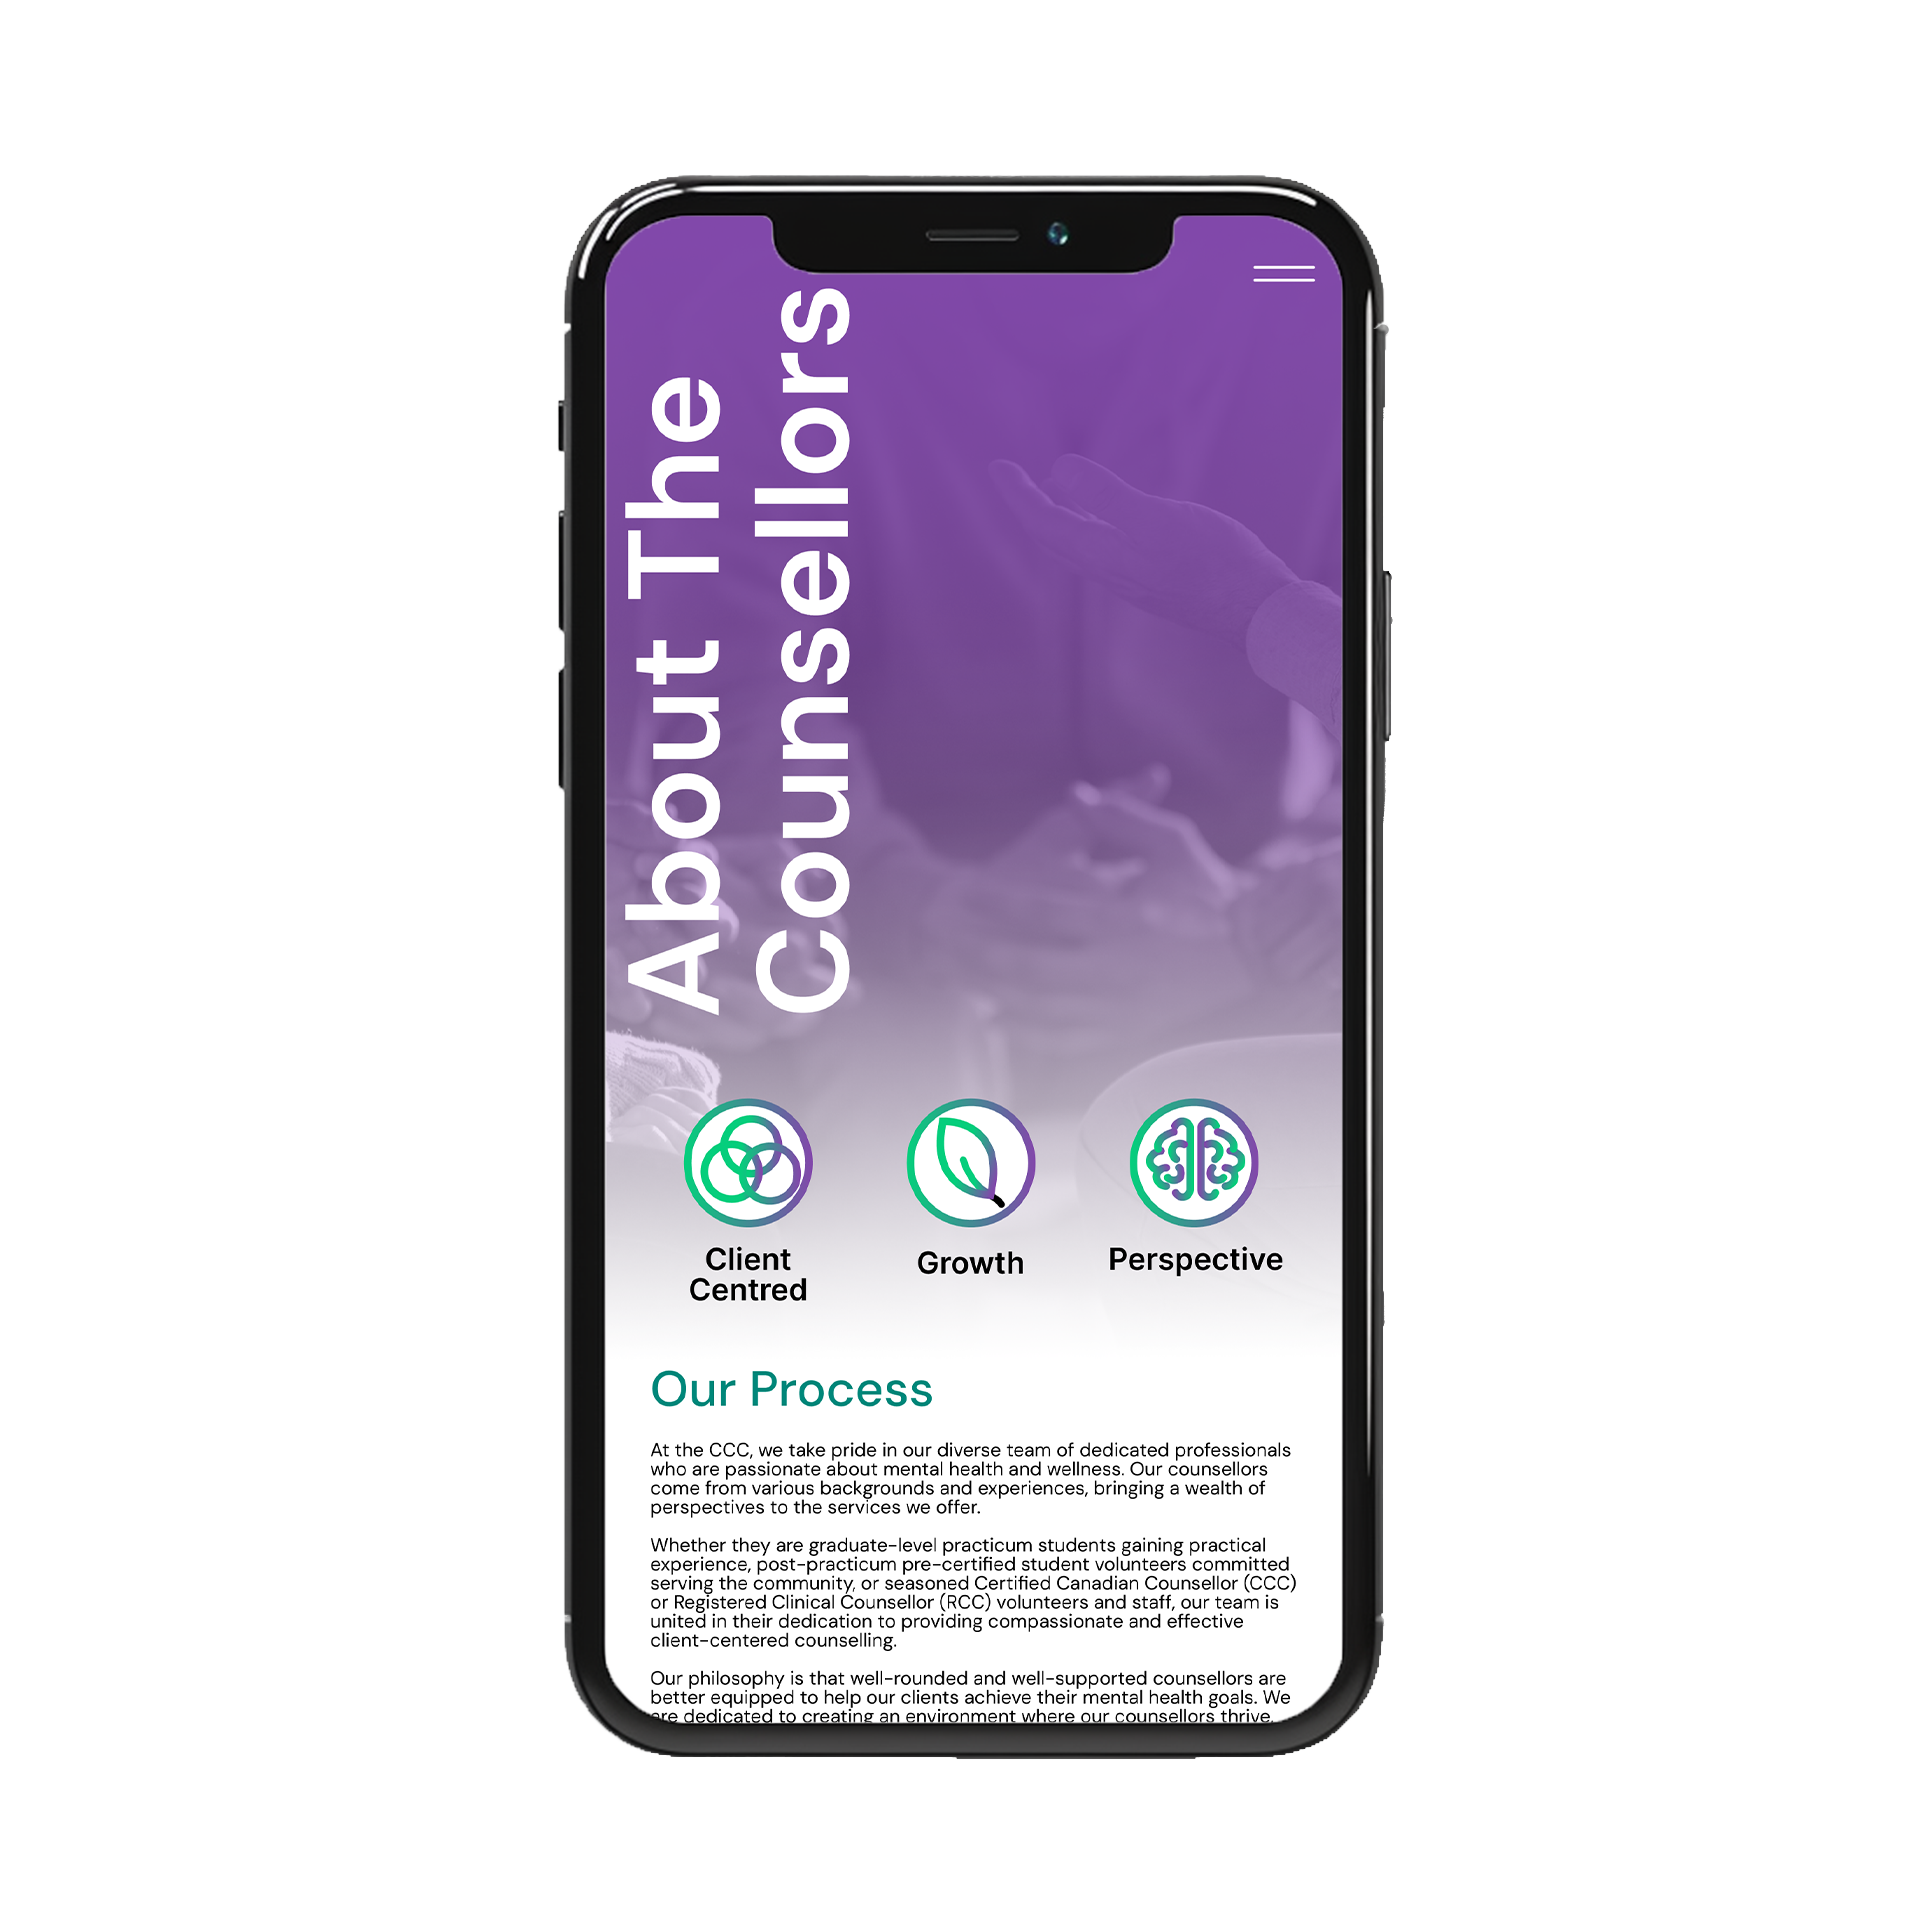 About The
Counsellors
Client
Centred
Growth
Perspective
Our Process
At the CCC, we take pride in our diverse team of dedicated professionals
who are passionate about mental health and wellness. Our counsellors
come from various backgrounds and experiences, bringing a wealth of
perspectives to the services we offer.
Whether they are graduate-level practicum students gaining practical
experience, post-practicum pre-certified student volunteers committed
serving the community, or seasoned Certified Canadian Counsellor (CCC)
or Registered Clinical Counsellor (RCC) volunteers and staff, our team is
united in their dedication to providing compassionate and effective
client-centered counselling.
Our philosophy is that well-rounded and well-supported counsellors are
better equipped to help our clients achieve their mental health goals. We
are dedicated to creating an environment where our counsellors thrive.